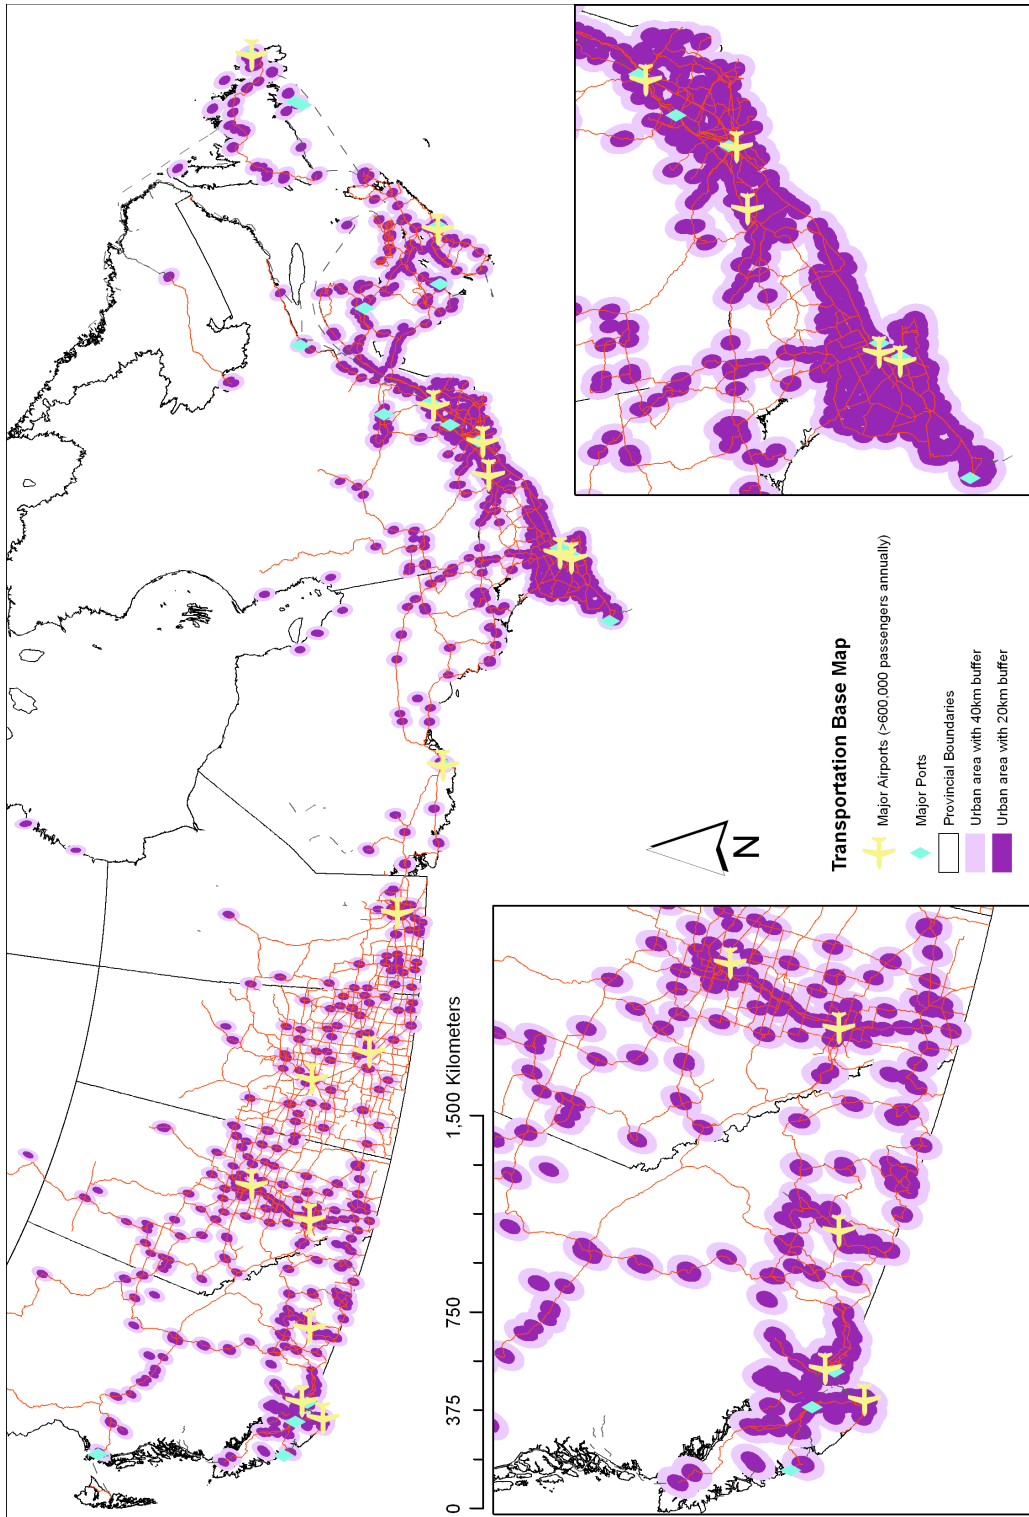 Transportation Base Map
Major Airports (>600,000 passengers annually)
Major Ports
Provincial Boundaries
Urban area with 40km buffer
Urban area with 20km buffer
N
0 375 750 1,500 Kilometers